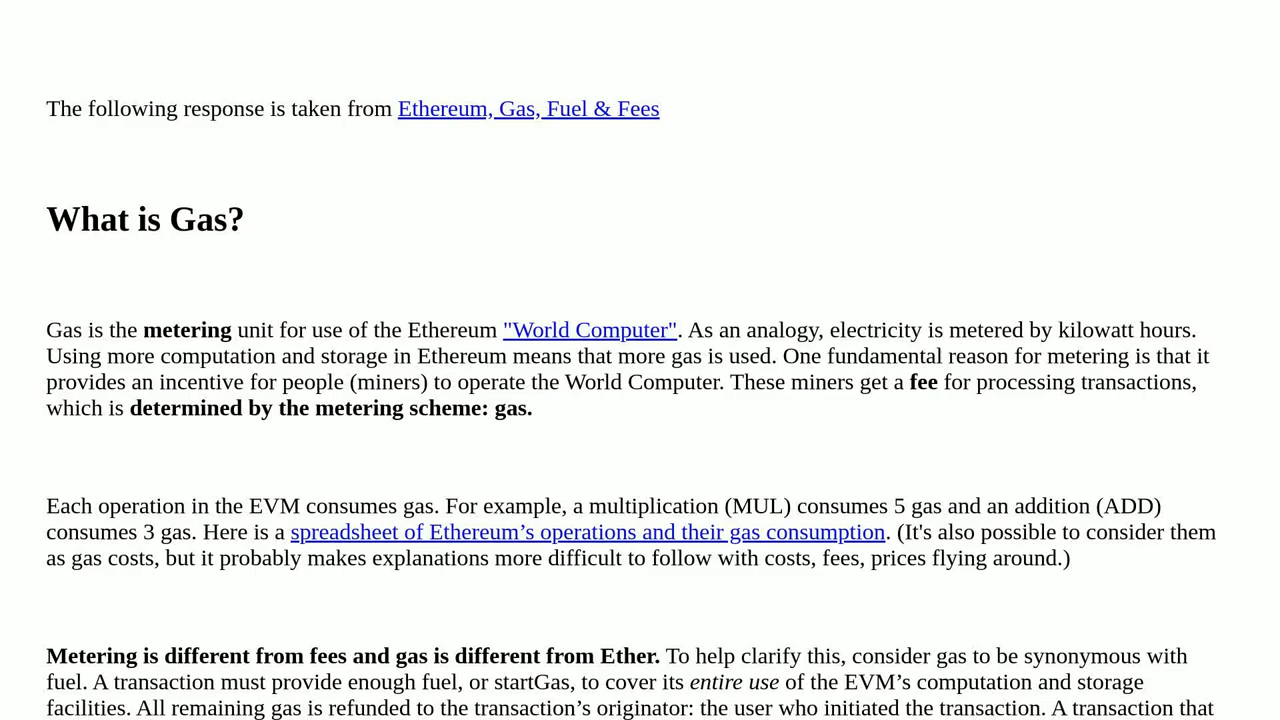 The following response is taken from Ethereum, Gas, Fuel & Fees
What is Gas?
Gas is the metering unit for use of the Ethereum "World Computer". As an analogy, electricity is metered by kilowatt hours.
Using more computation and storage in Ethereum means that more gas is used. One fundamental reason for metering is that it
provides an incentive for people (miners) to operate the World Computer. These miners get a fee for processing transactions,
which is determined by the metering scheme: gas.
Each operation in the EVM consumes gas. For example, a multiplication (MUL) consumes 5 gas and an addition (ADD)
consumes 3 gas. Here is a spreadsheet of Ethereum’s operations and their gas consumption. (It's also possible to consider them
as gas costs, but it probably makes explanations more difficult to follow with costs, fees, prices flying around.)
Metering is different from fees and gas is different from Ether. To help clarify this, consider gas to be synonymous with
fuel. A transaction must provide enough fuel, or startGas, to cover its entire use of the EVM’s computation and storage
facilities. All remaining gas is refunded to the transaction’s originator: the user who initiated the transaction. A transaction that